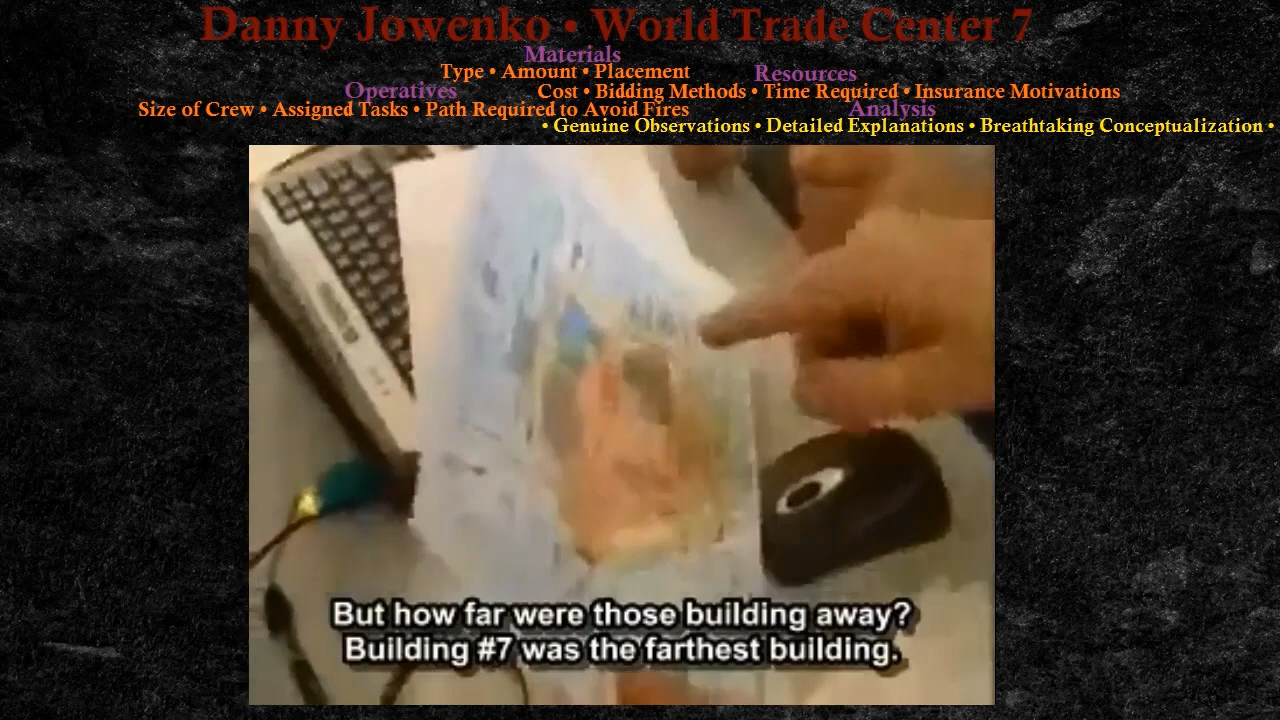 Danny Jowenko • World Trade Center 7
Materials
Type • Amount • Placement
Resources
Operatives
Cost • Bidding Methods • Time Required • Insurance Motivations
Size of Crew • Assigned Tasks • Path Required to Avoid Fires
Analysis
• Genuine Observations • Detailed Explanations • Breathtaking Conceptualization •
But how far were those building away?
Building #7 was the farthest building.